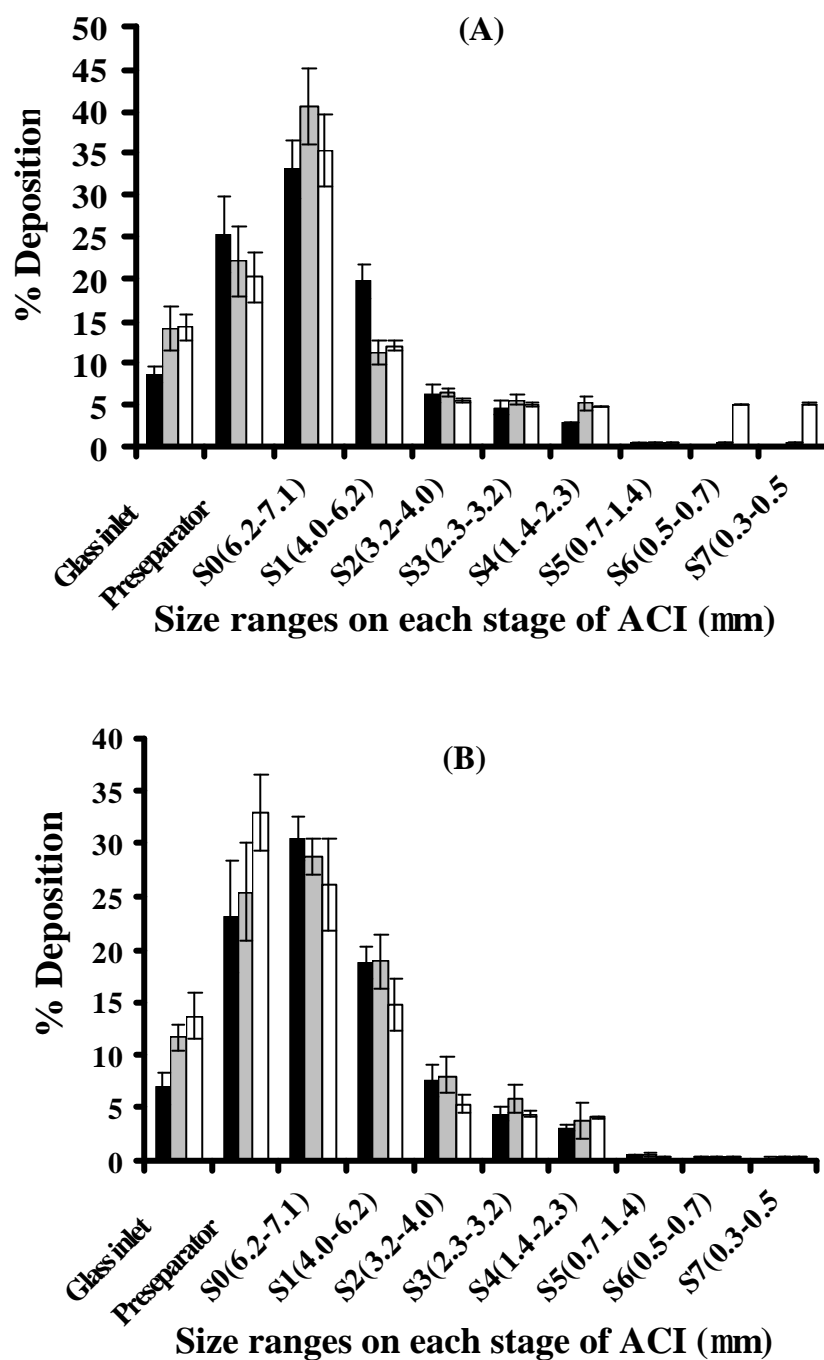 (A)
50
45
40
35
30
25
20
15
10
5
0
% Deposition
Glass inlet
Preseparator
S0(6.2-7.1)
S1(4.0-6.2)
S2(3.2-4.0)
S3(2.3-3.2)
S4(1.4-2.3)
S5(0.7-1.4)
S6(0.5-0.7)
S7(0.3-0.5
Size ranges on each stage of ACI (mm)
(B)
40
35
30
25
20
15
10
5
0
% Deposition
Glass inlet
Preseparator
S0(6.2-7.1)
S1(4.0-6.2)
S2(3.2-4.0)
S3(2.3-3.2)
S4(1.4-2.3)
S5(0.7-1.4)
S6(0.5-0.7)
S7(0.3-0.5
Size ranges on each stage of ACI (mm)